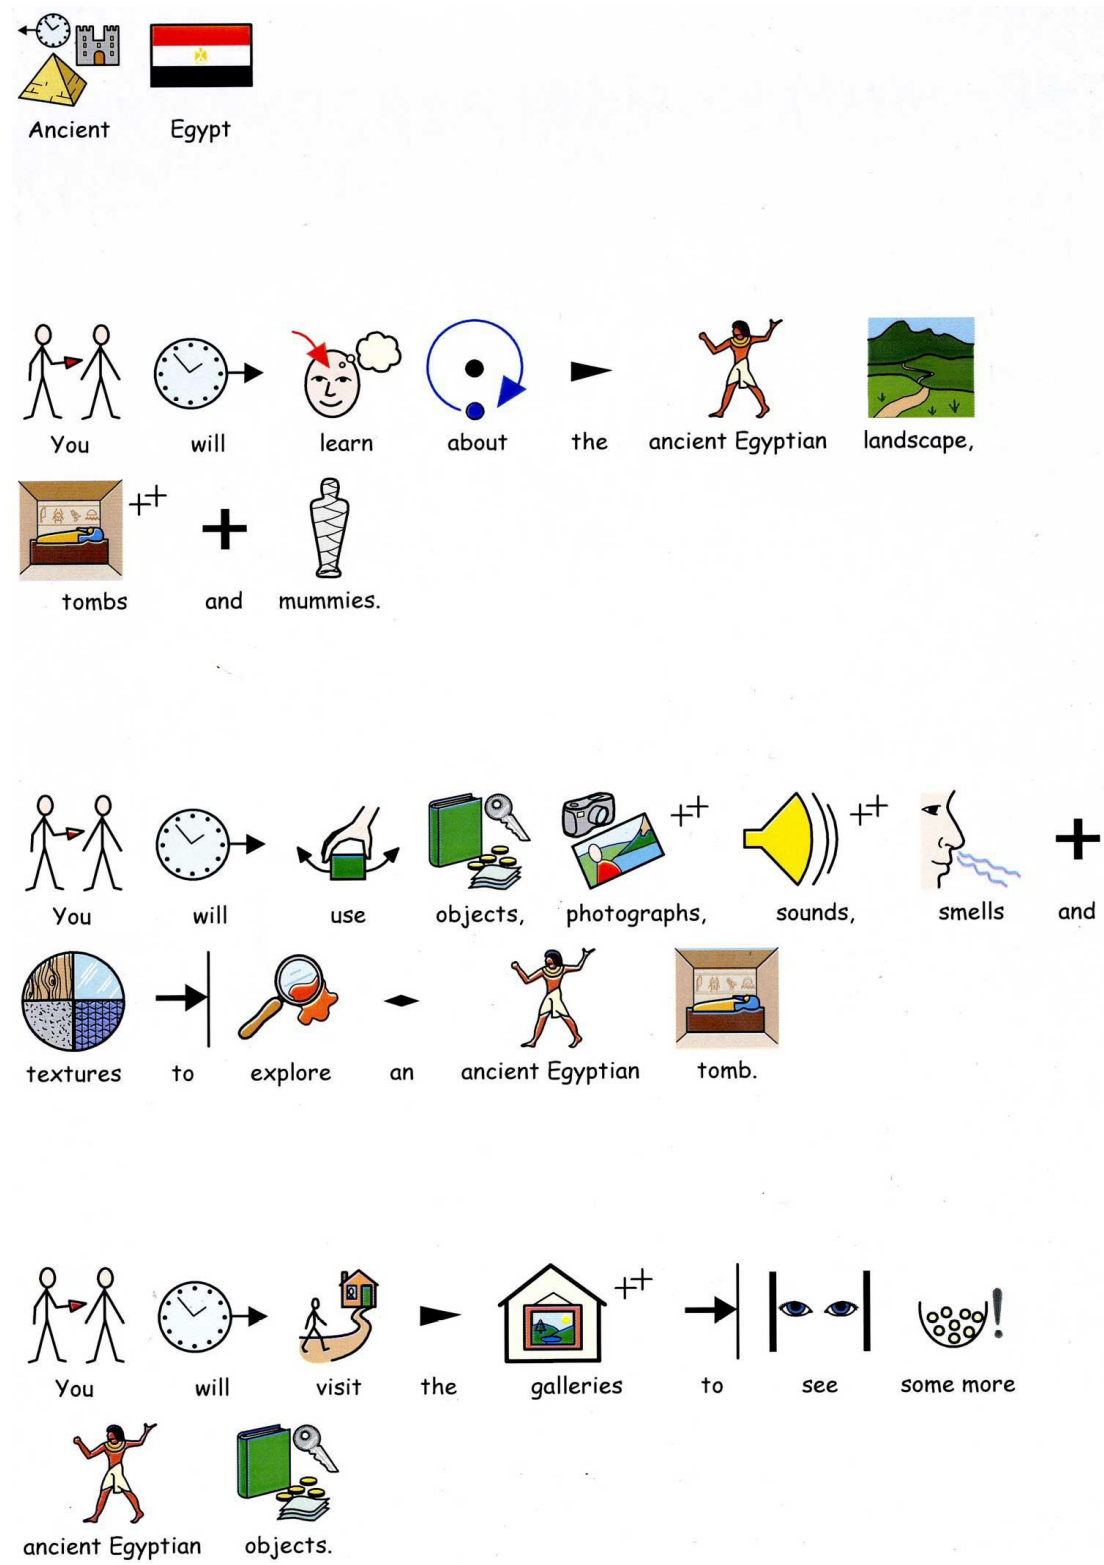 Ancient Egypt
You will learn about the ancient Egyptian landscape,
tombs and mummies.
You will use objects, photographs, sounds, smells and
textures to explore an ancient Egyptian tomb.
You will visit the galleries to see some more
ancient Egyptian objects.